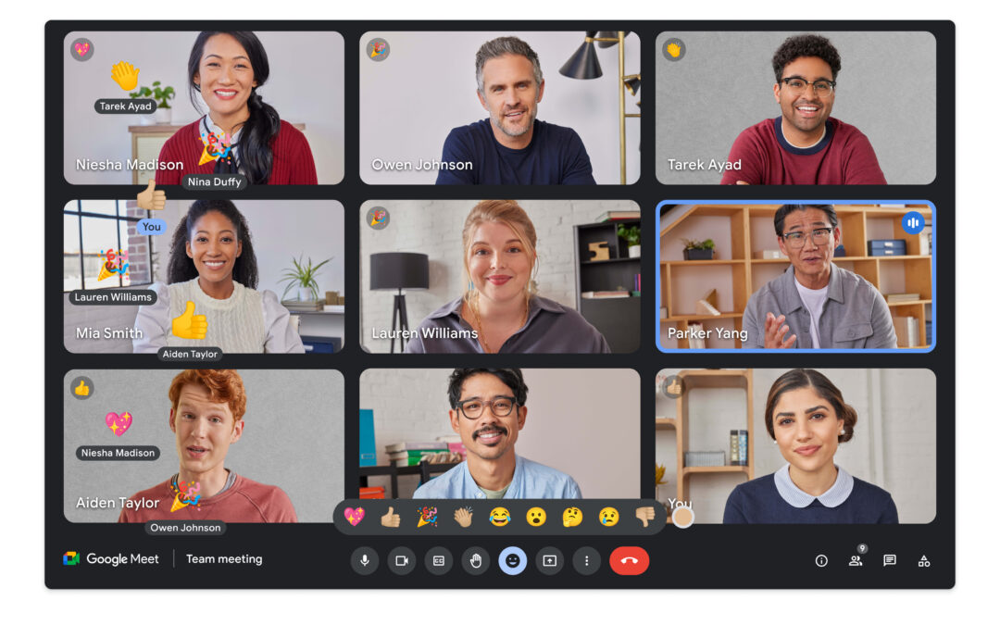 Tarek Ayad
Niesha Madison
Nina Duffy
Owen Johnson
Tarek Ayad
You
Lauren Williams
Mia Smith
Aiden Taylor
Lauren Williams
Parker Yang
Niesha Madison
Aiden Taylor
Owen Johnson
You
Google Meet
Team meeting
CC
9